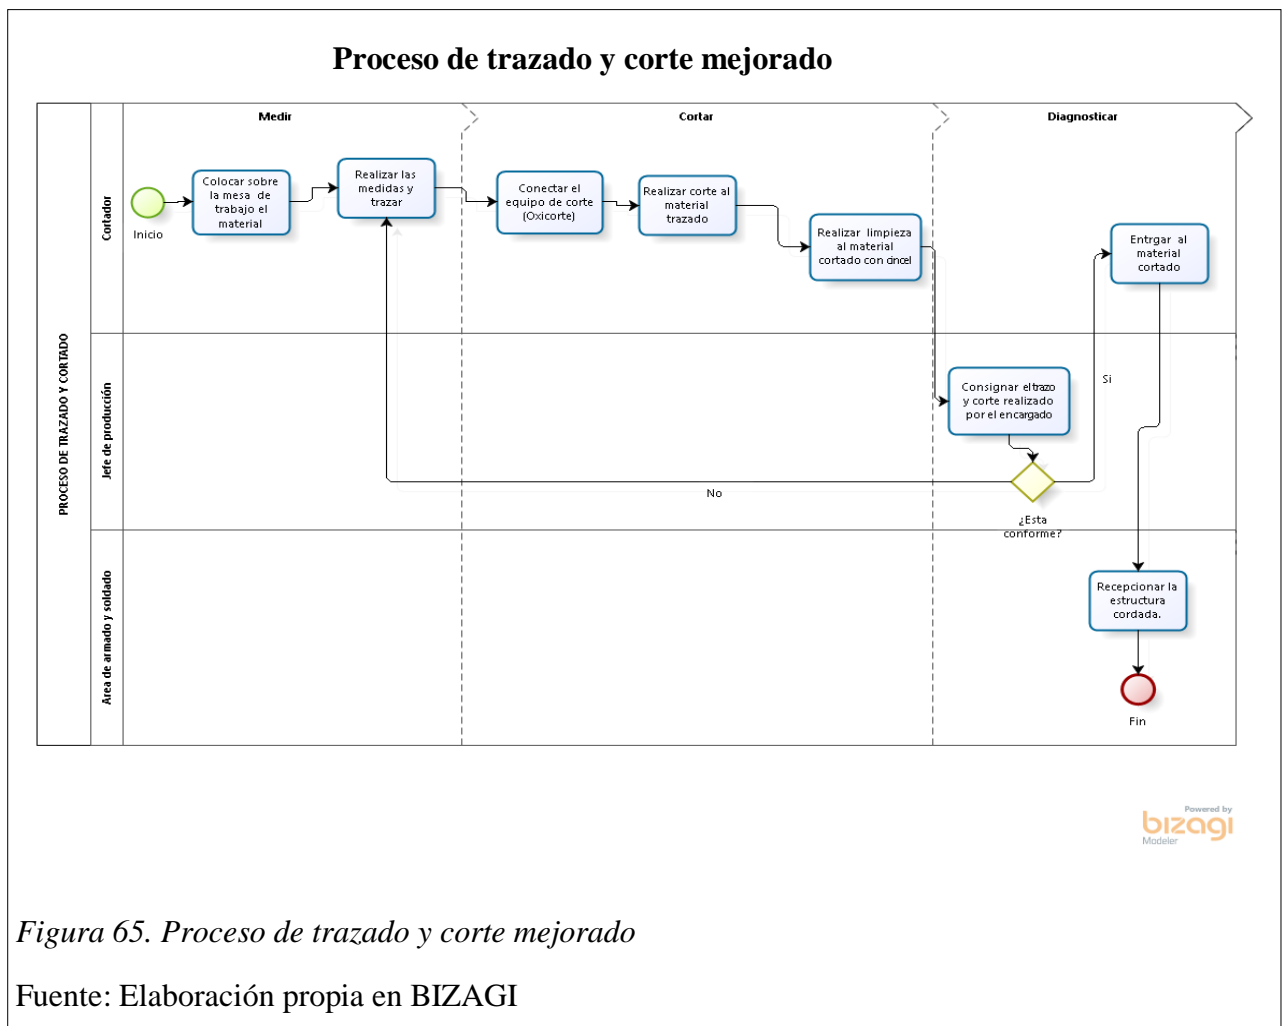 Proceso de trazado y corte mejorado
Medir
Cortar
Diagnosticar
PROCESO DE TRAZADO Y CORTADO
Cortador
Inicio
Colocar sobre
la mesa de
trabajo el
material
Realizar las
medidas y
trazar
Conectar el
equipo de corte
(Oxicorte)
Realizar corte al
material
trazado
Realizar limpieza
al material
cortado con cincel
Entrgar al
material
cortado
Jefe de producción
Consignar el trazo
y corte realizado
por el encargado
Si
No
¿Esta
conforme?
Area de armado y soldado
Recepcionar la
estructura
cordada.
Fin
Powered by
bizagi
Modeler
Figura 65. Proceso de trazado y corte mejorado
Fuente: Elaboración propia en BIZAGI